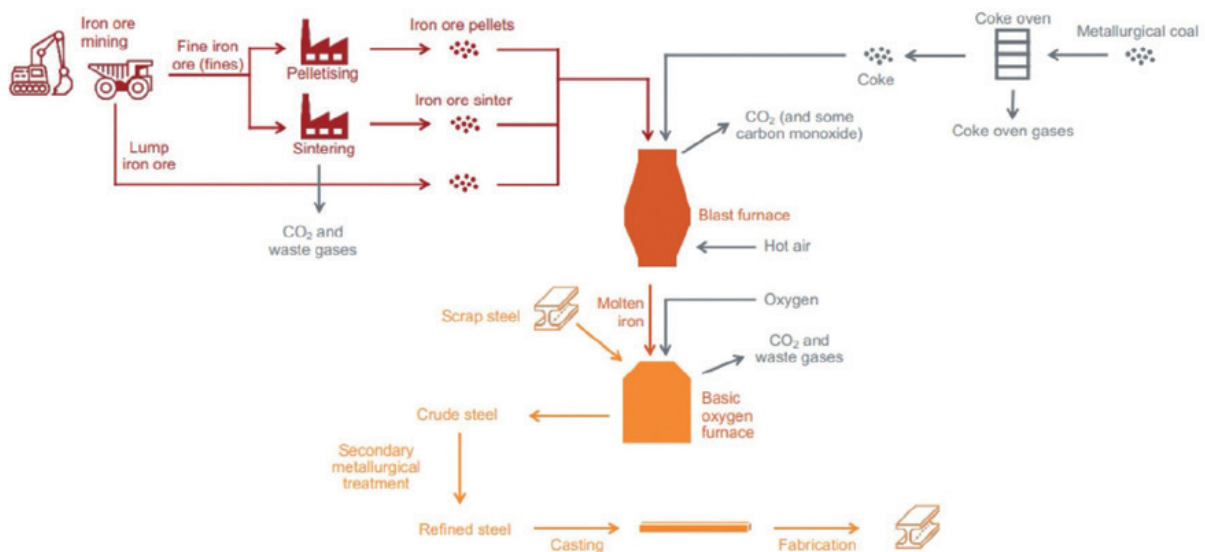 Iron ore
mining
Fine iron
ore (fines)
Pelletising
Iron ore pellets
Sintering
Iron ore sinter
Lump
iron ore
CO₂ and
waste gases
Coke oven
Metallurgical coal
Coke
Coke oven gases
CO₂ (and some
carbon monoxide)
Blast furnace
Hot air
Molten
iron
Oxygen
Scrap steel
CO₂ and
waste gases
Basic
oxygen
furnace
Crude steel
Secondary
metallurgical
treatment
Refined steel
Casting
Fabrication